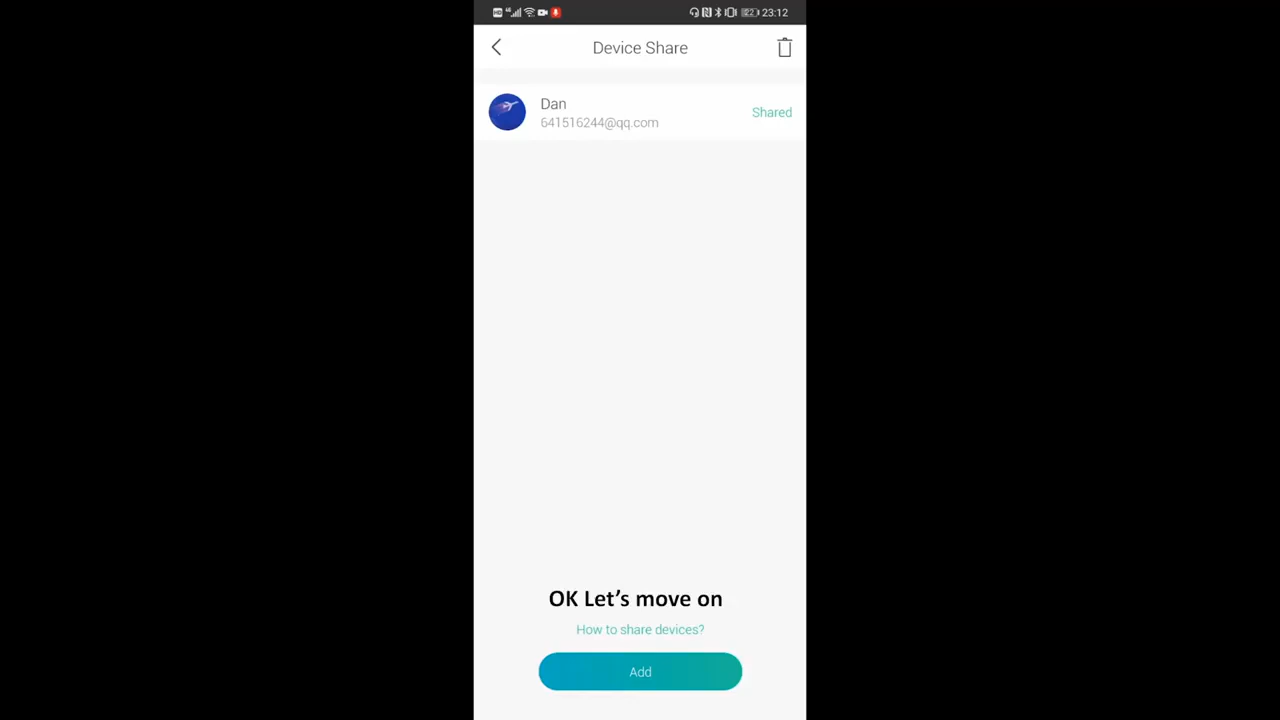 23:12
Device Share
Dan
641516244@qq.com
Shared
OK Let's move on
How to share devices?
Add